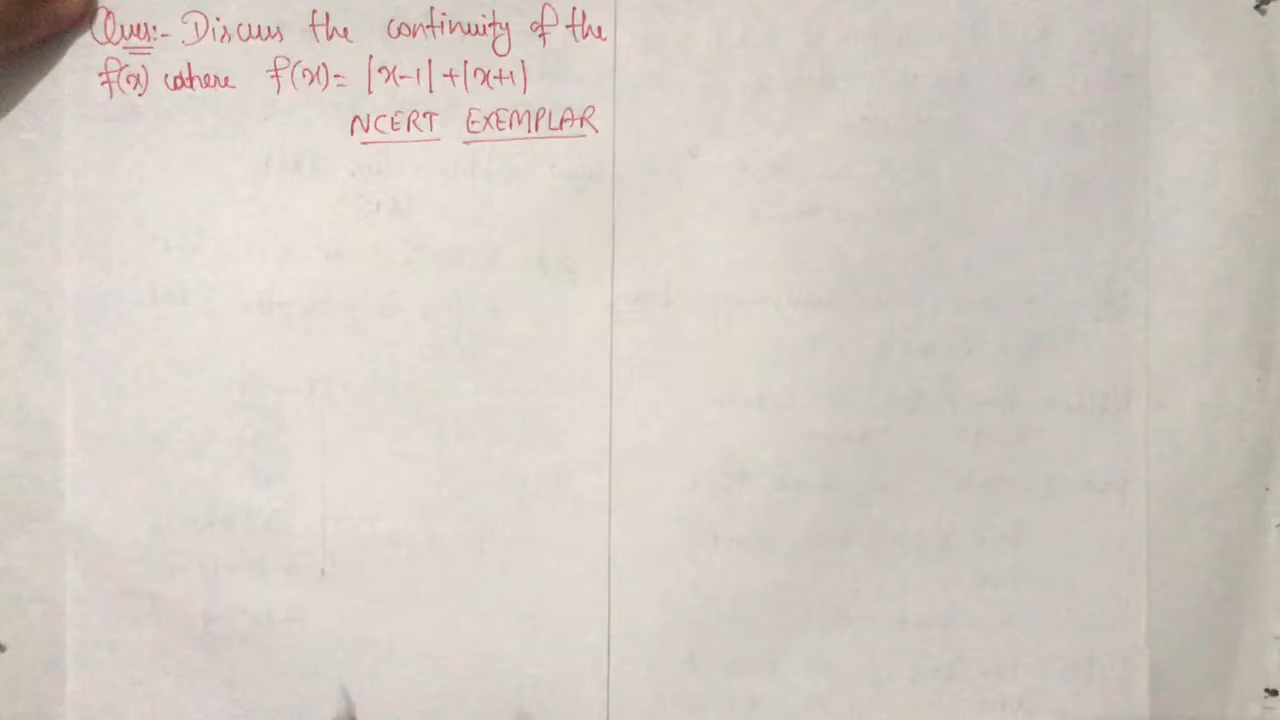 Ques:- Discuss the continuity of the
f(x) where f(x) = |x-1| + |x+1|
NCERT EXEMPLAR